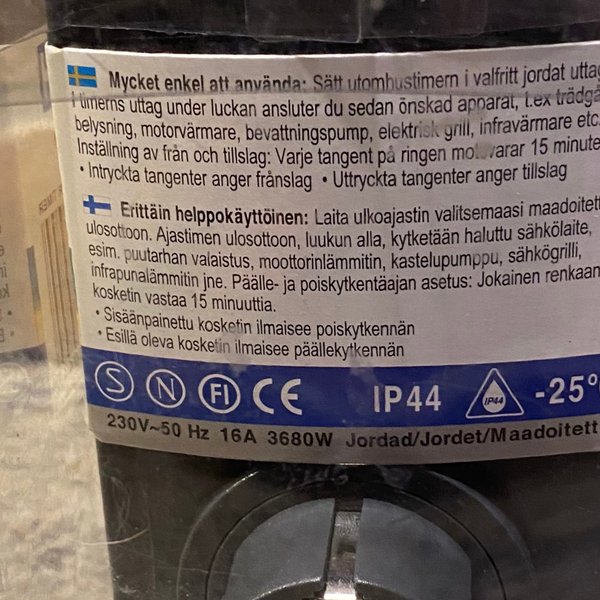 Mycket enkel att använda: Sätt utomhustimern i valfritt jordat uttag
I timerns uttag under luckan ansluter du sedan önskad apparat, t.ex trädgå
belysning, motorvärmare, bevattningspump, elektrisk grill, infravärmare etc.
Inställning av från och tillslag: Varje tangent på ringen motsvarar 15 minute
• Intryckta tangenter anger frånslag • Uttryckta tangenter anger tillslag
Erittäin helppokäyttöinen: Laita ulkoajastin valitsemaasi maadoitett
ulosottoon. Ajastimen ulosottoon, luukun alla, kytketään haluttu sähkölaite,
esim. puutarhan valaistus, moottorinlämmitin, kastelupumppu, sähkögrilli,
infrapunalämmitin jne. Päälle- ja poiskytkentäajan asetus: Jokainen renkaan
kosketin vastaa 15 minuuttia.
• Sisäänpainettu kosketin ilmaisee poiskytkennän
• Esillä oleva kosketin ilmaisee päällekytkennän
S N FI CE IP44 IP44 -25°
230V~50 Hz 16A 3680W Jordad/Jordet/Maadoitett